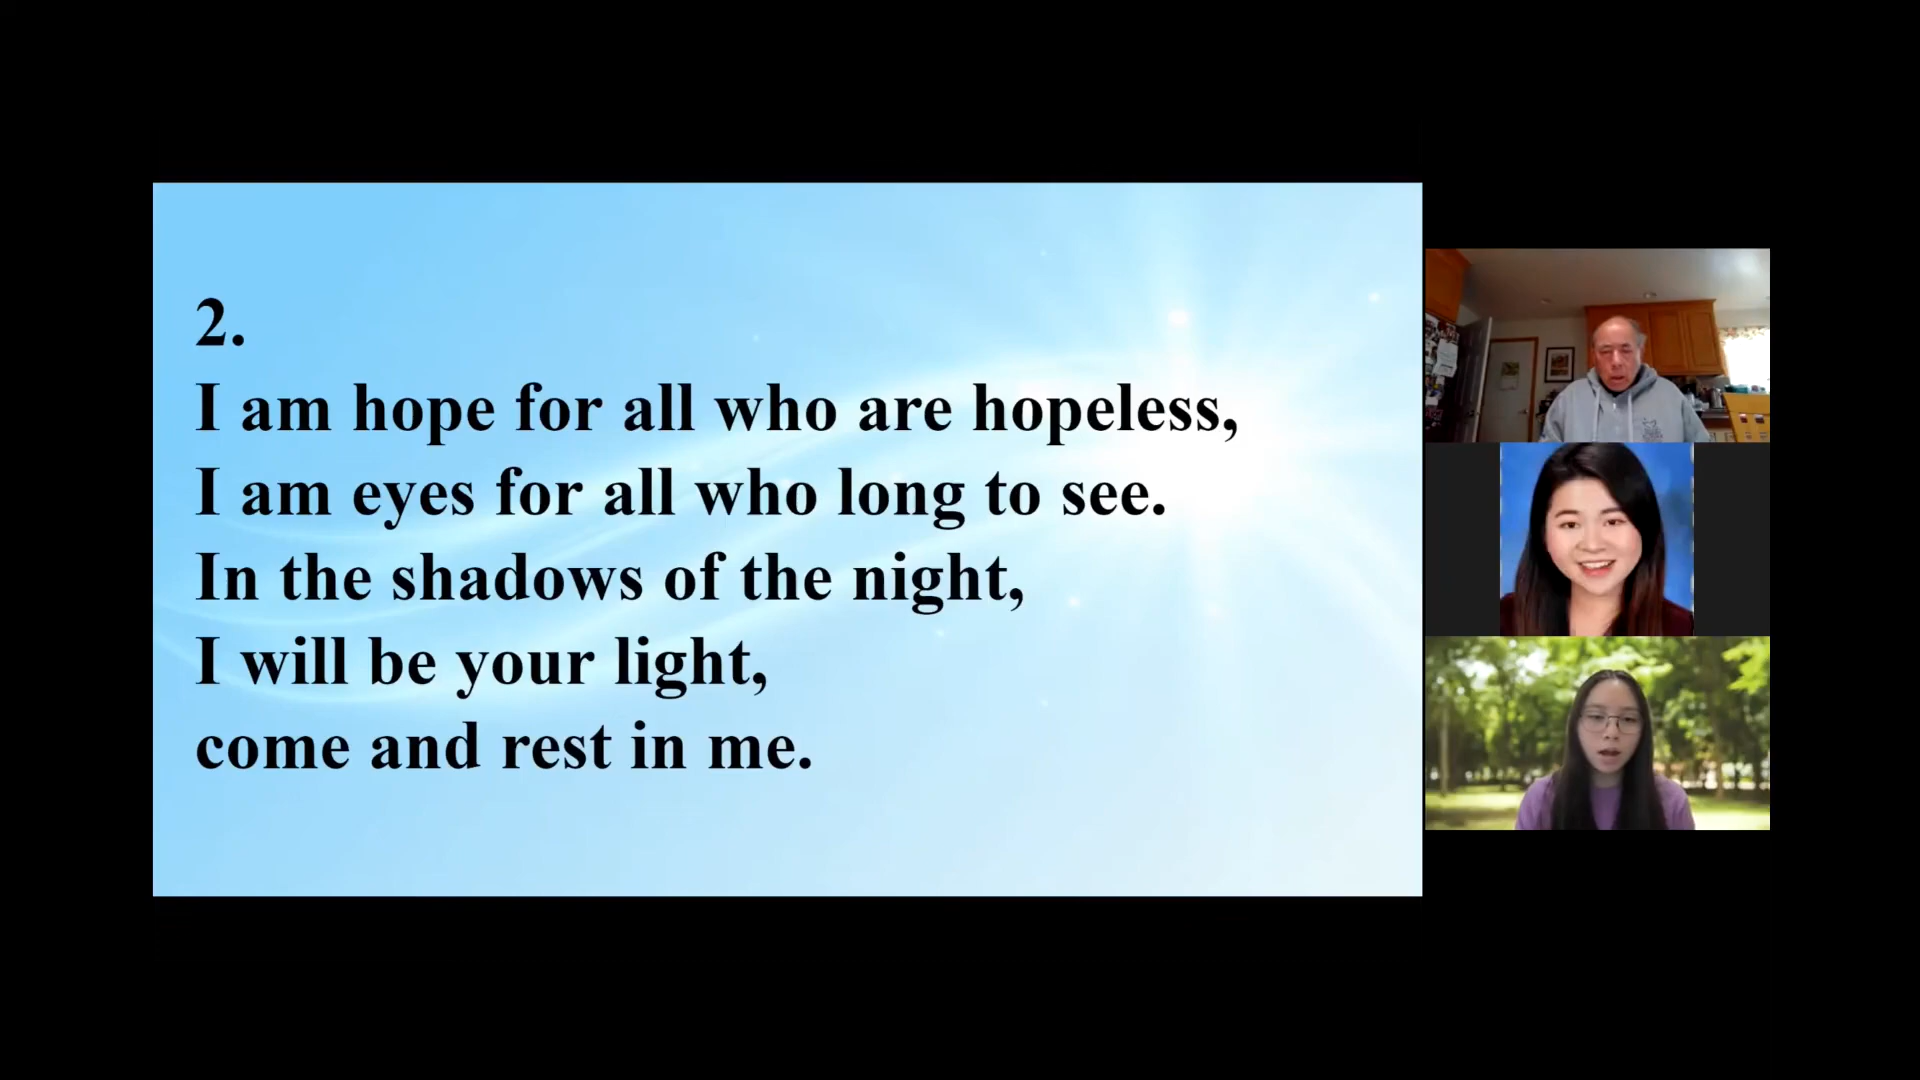 2.
I am hope for all who are hopeless,
I am eyes for all who long to see.
In the shadows of the night,
I will be your light,
come and rest in me.